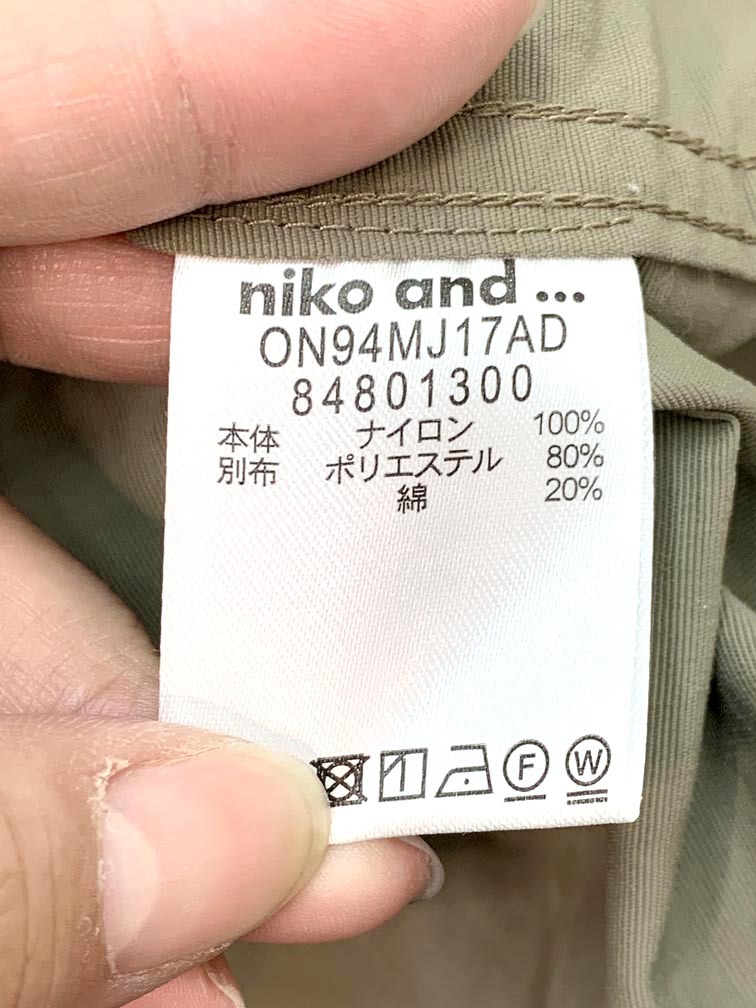 niko and ...
ON94MJ17AD
84801300
本体 ナイロン 100%
別布 ポリエステル 80%
綿 20%
F W